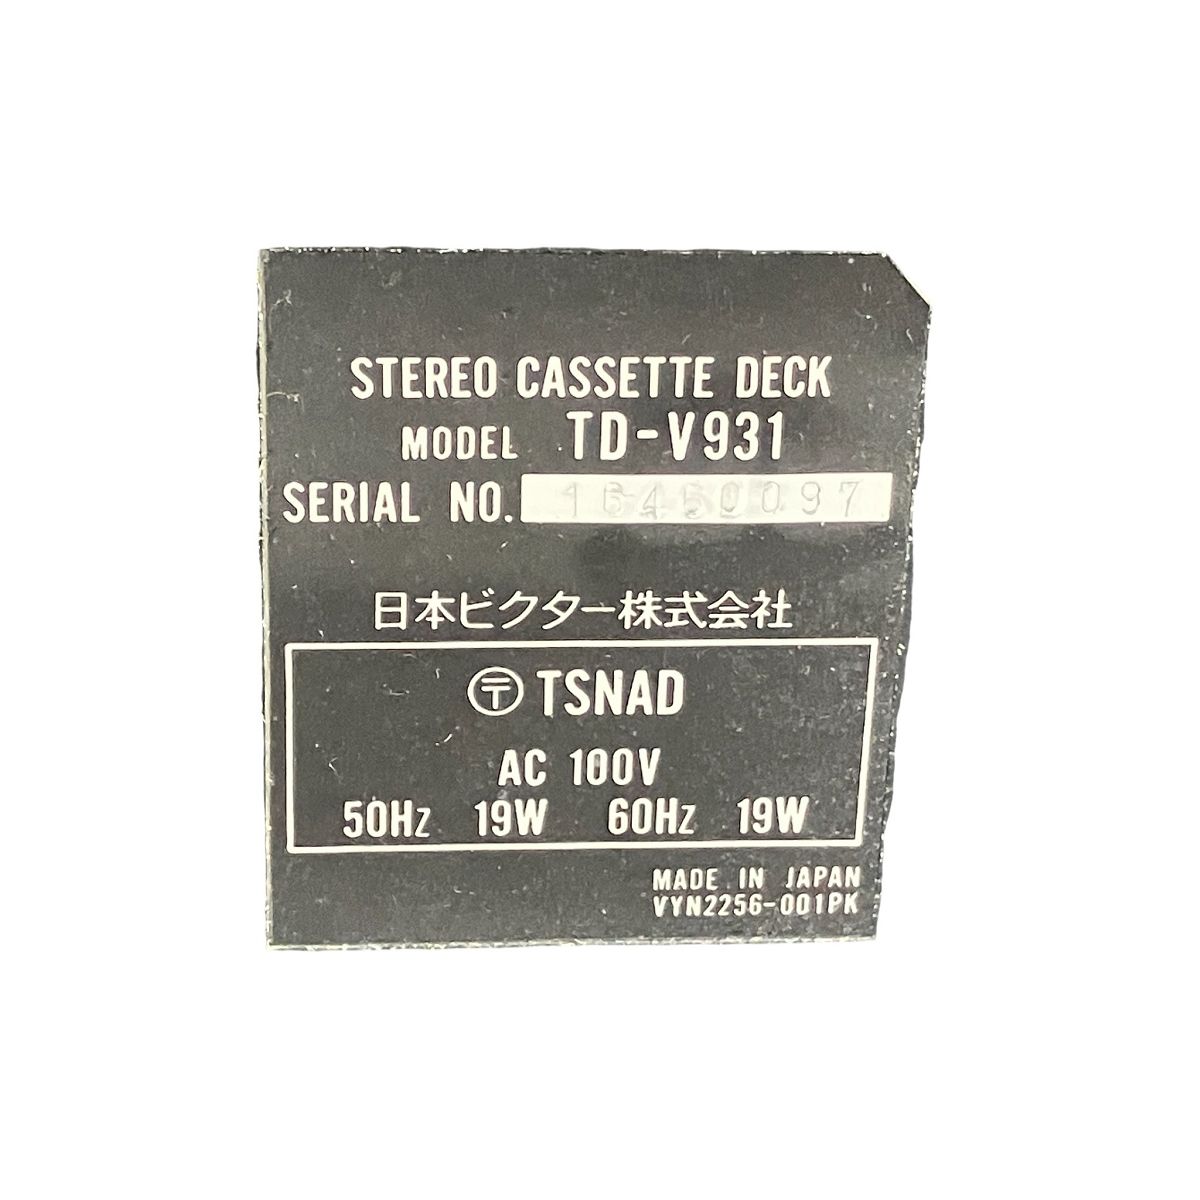 STEREO CASSETTE DECK
MODEL TD-V931
SERIAL NO.
日本ビクター株式会社
〶 TSNAD
AC 100V
50Hz 19W 60Hz 19W
MADE IN JAPAN
VYN2256-001PK